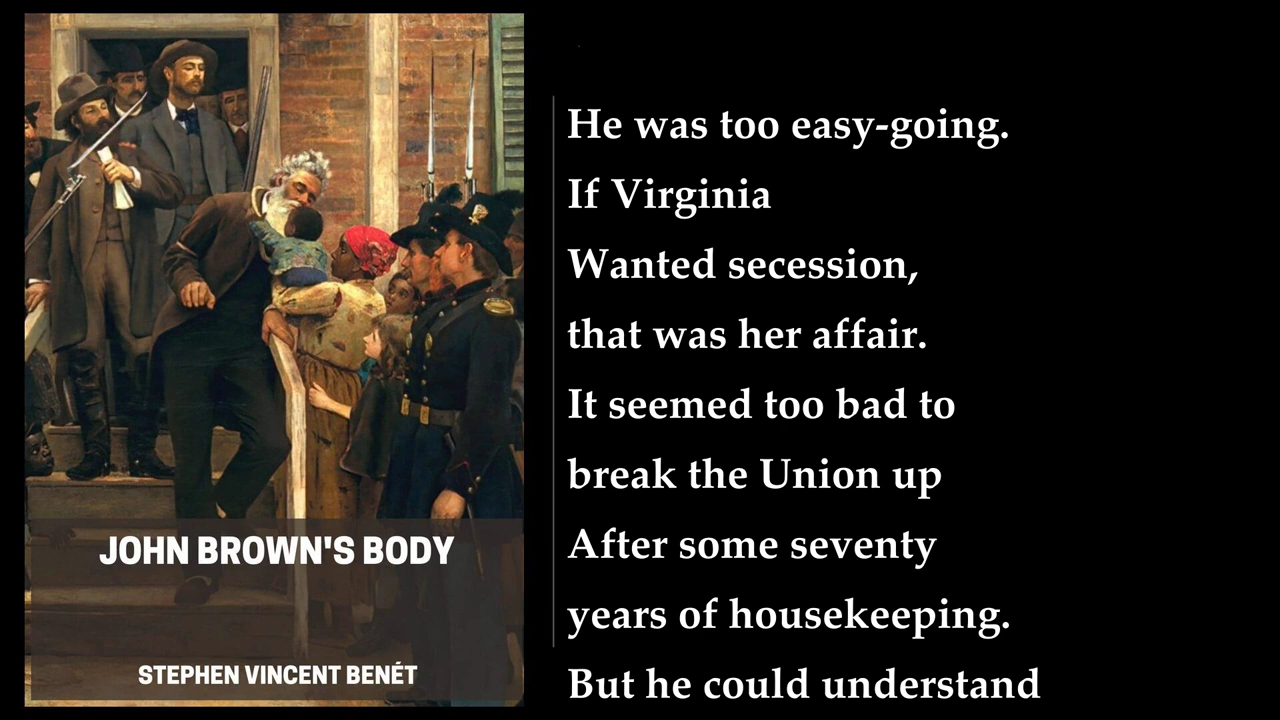 JOHN BROWN'S BODY
STEPHEN VINCENT BENÉT
He was too easy-going.
If Virginia
Wanted secession,
that was her affair.
It seemed too bad to
break the Union up
After some seventy
years of housekeeping.
But he could understand